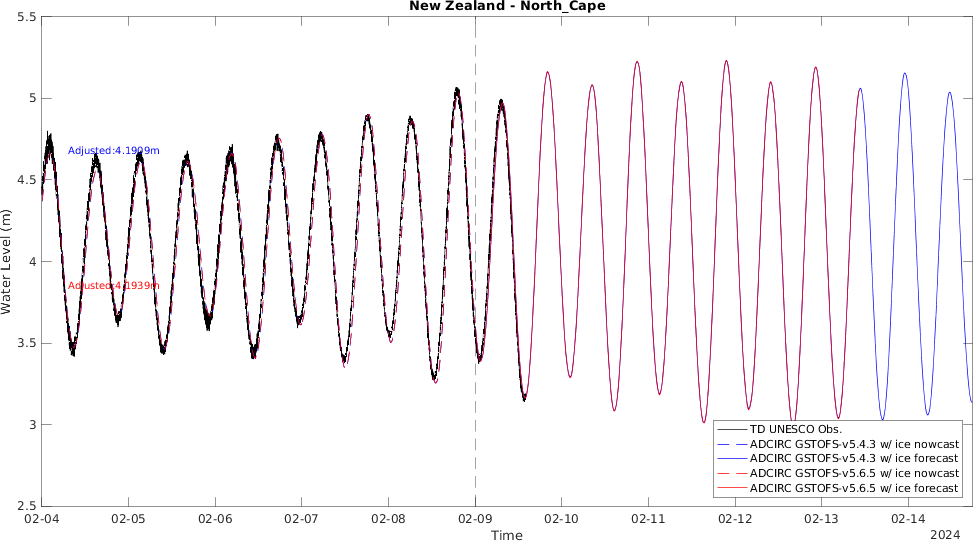 New Zealand - North_Cape
5.5
5
4.5
4
3.5
3
2.5
Water Level (m)
Adjusted:4.1909m
Adjusted:4.1939m
TD UNESCO Obs.
ADCIRC GSTOFS-v5.4.3 w/ ice nowcast
ADCIRC GSTOFS-v5.4.3 w/ ice forecast
ADCIRC GSTOFS-v5.6.5 w/ ice nowcast
ADCIRC GSTOFS-v5.6.5 w/ ice forecast
02-04 02-05 02-06 02-07 02-08 02-09 02-10 02-11 02-12 02-13 02-14
Time
2024